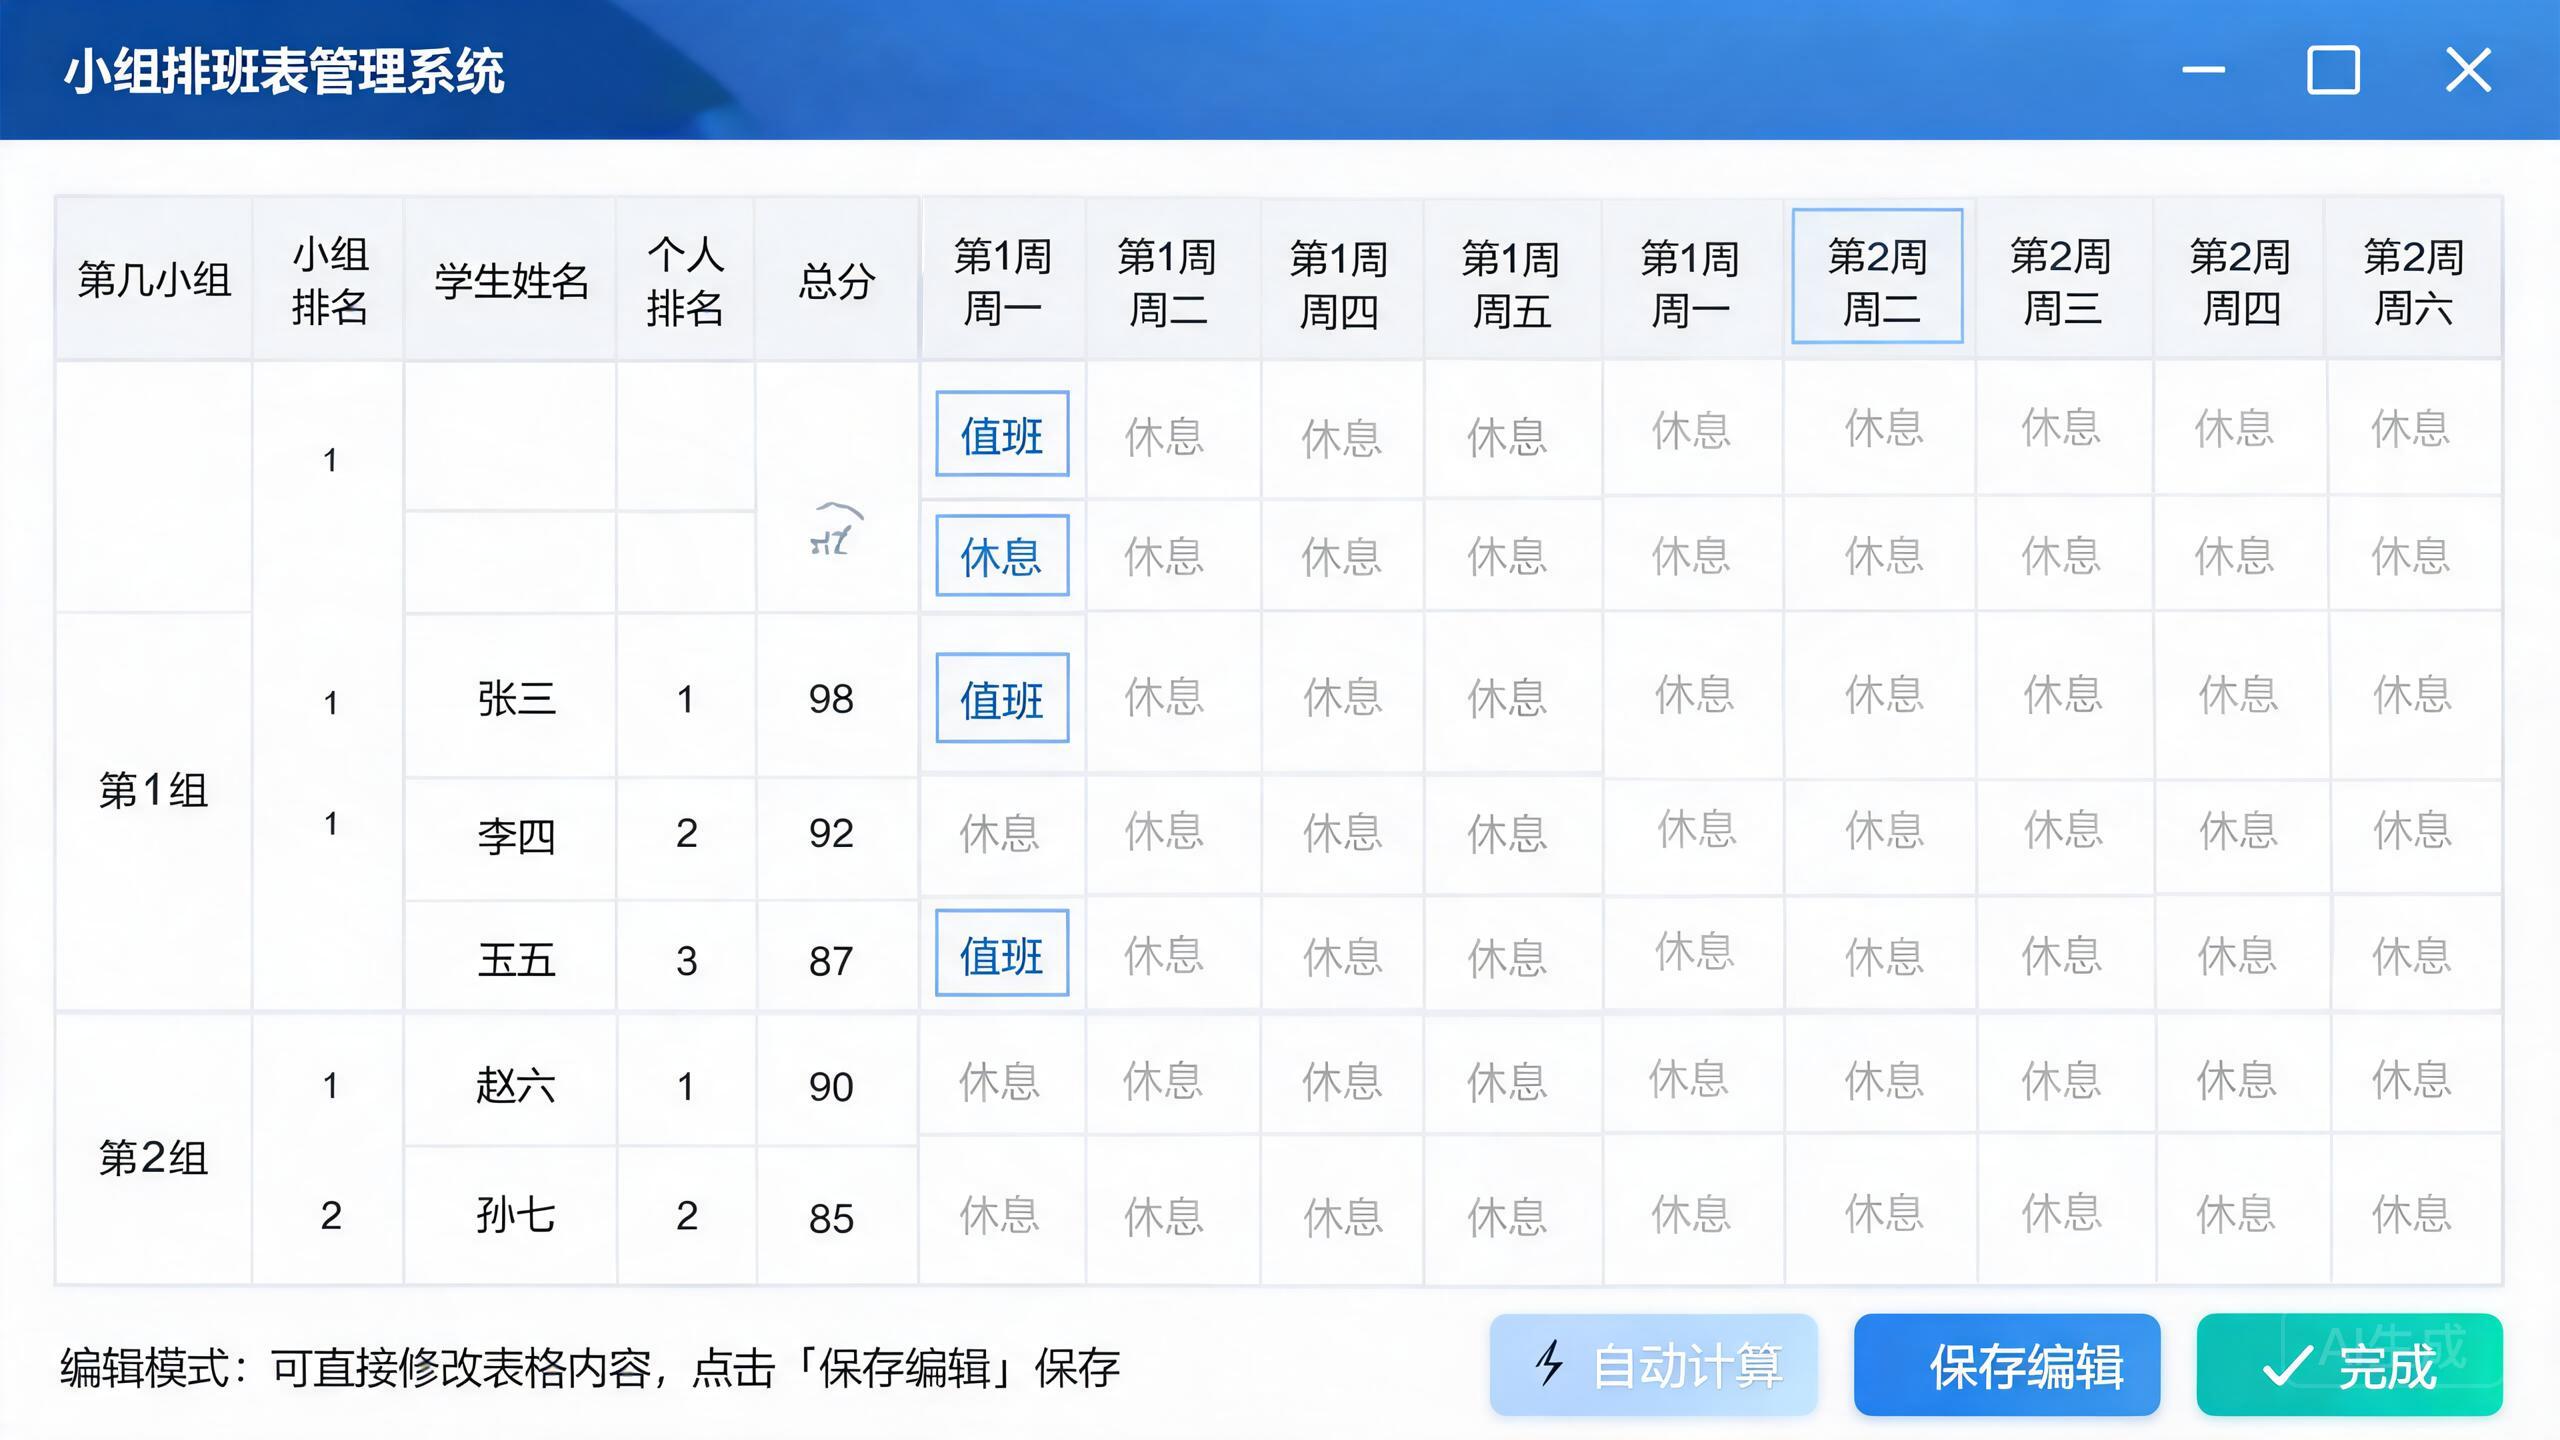 小组排班表管理系统
第几小组 小组排名 学生姓名 个人排名 总分 第1周周一 第1周周二 第1周周四 第1周周五 第1周周一 第2周周二 第2周周三 第2周周四 第2周周六
1 值班 休息 休息 休息 休息 休息 休息 休息 休息
休息 休息 休息 休息 休息 休息 休息 休息 休息
第1组 1 张三 1 98 值班 休息 休息 休息 休息 休息 休息 休息 休息
1 李四 2 92 休息 休息 休息 休息 休息 休息 休息 休息 休息
玉五 3 87 值班 休息 休息 休息 休息 休息 休息 休息 休息
第2组 1 赵六 1 90 休息 休息 休息 休息 休息 休息 休息 休息 休息
2 孙七 2 85 休息 休息 休息 休息 休息 休息 休息 休息 休息
编辑模式：可直接修改表格内容，点击「保存编辑」保存
自动计算 保存编辑 完成
AI生成